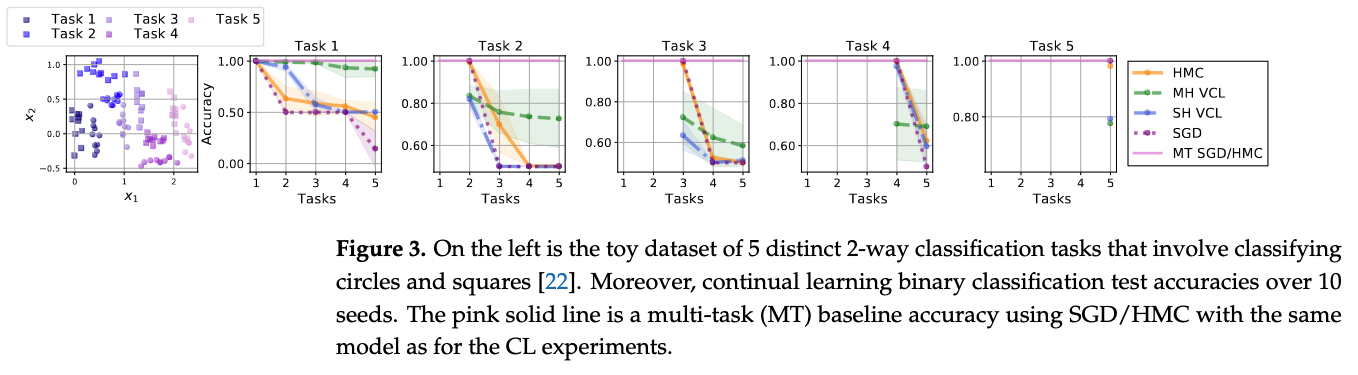 Task 1 Task 3 Task 5
Task 2 Task 4
x₂
1.0
0.5
0.0
−0.5
0 1 2
x₁
Task 1
Accuracy
1.00
0.50
0.00
1 2 3 4 5
Tasks
Task 2
1.00
0.80
0.60
1 2 3 4 5
Tasks
Task 3
1.00
0.80
0.60
1 2 3 4 5
Tasks
Task 4
1.00
0.80
0.60
1 2 3 4 5
Tasks
Task 5
1.00
0.80
1 2 3 4 5
Tasks
HMC
MH VCL
SH VCL
SGD
MT SGD/HMC
Figure 3. On the left is the toy dataset of 5 distinct 2-way classification tasks that involve classifying
circles and squares [22]. Moreover, continual learning binary classification test accuracies over 10
seeds. The pink solid line is a multi-task (MT) baseline accuracy using SGD/HMC with the same
model as for the CL experiments.